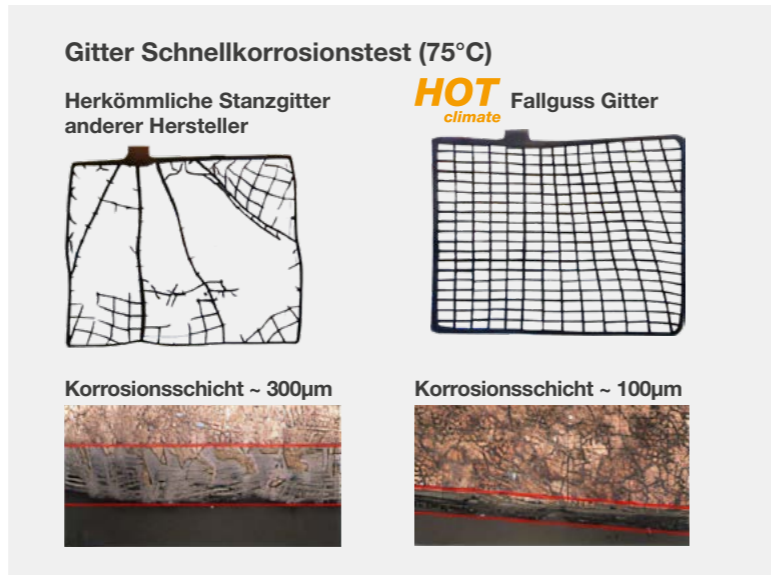 Gitter Schnellkorrosionstest (75°C)
Herkömmliche Stanzgitter
anderer Hersteller
HOT
climate
Fallguss Gitter
Korrosionsschicht ~ 300µm
Korrosionsschicht ~ 100µm